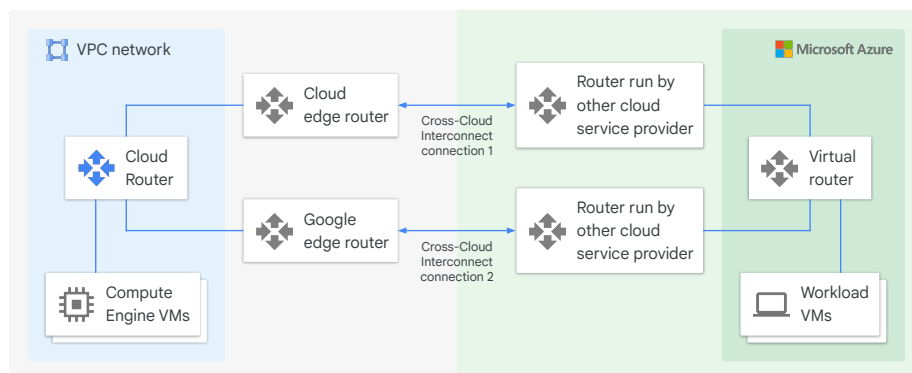 VPC network
Microsoft Azure
Cloud
edge router
Router run by
other cloud
service provider
Cross-Cloud
Interconnect
connection 1
Cloud
Router
Virtual
router
Google
edge router
Router run by
other cloud
service provider
Cross-Cloud
Interconnect
connection 2
Compute
Engine VMs
Workload
VMs